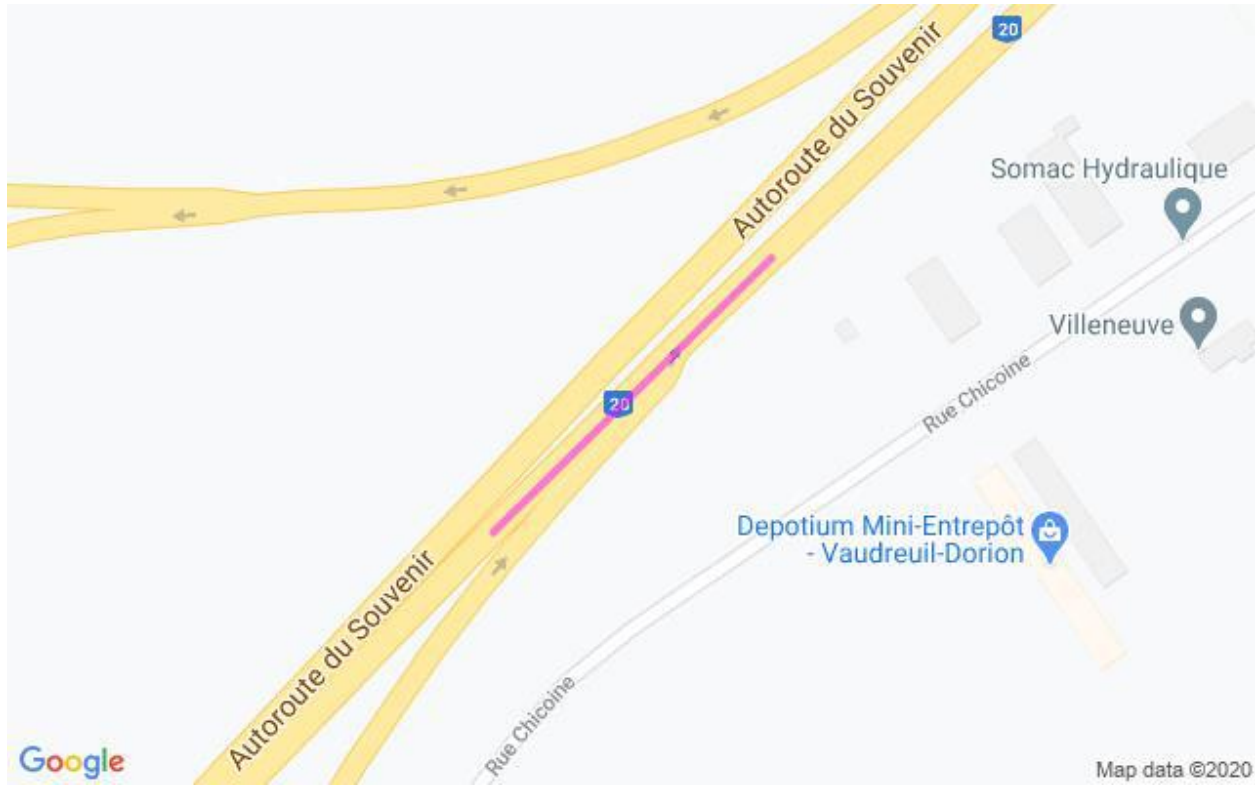 20
Autoroute du Souvenir
Somac Hydraulique
Villeneuve
20
Rue Chicoine
Depotium Mini-Entrepôt
- Vaudreuil-Dorion
Autoroute du Souvenir
Rue Chicoine
Google
Map data ©2020